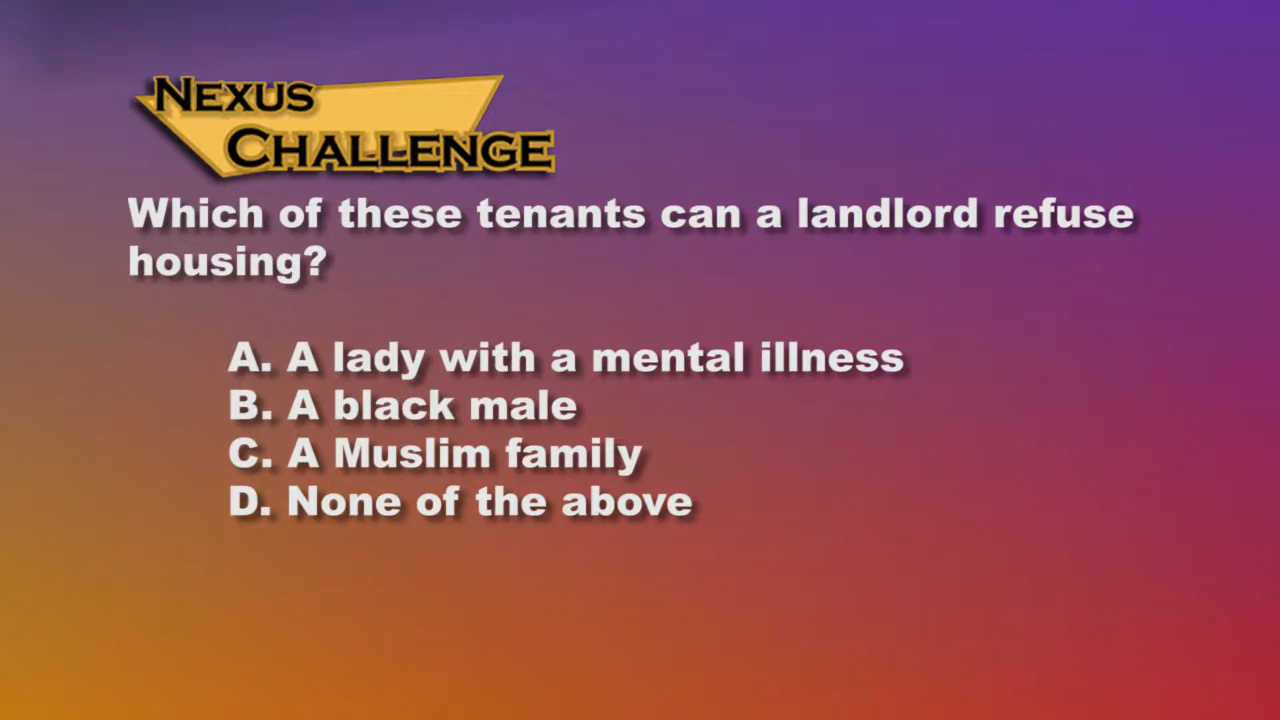 NEXUS
CHALLENGE
Which of these tenants can a landlord refuse
housing?
A. A lady with a mental illness
B. A black male
C. A Muslim family
D. None of the above